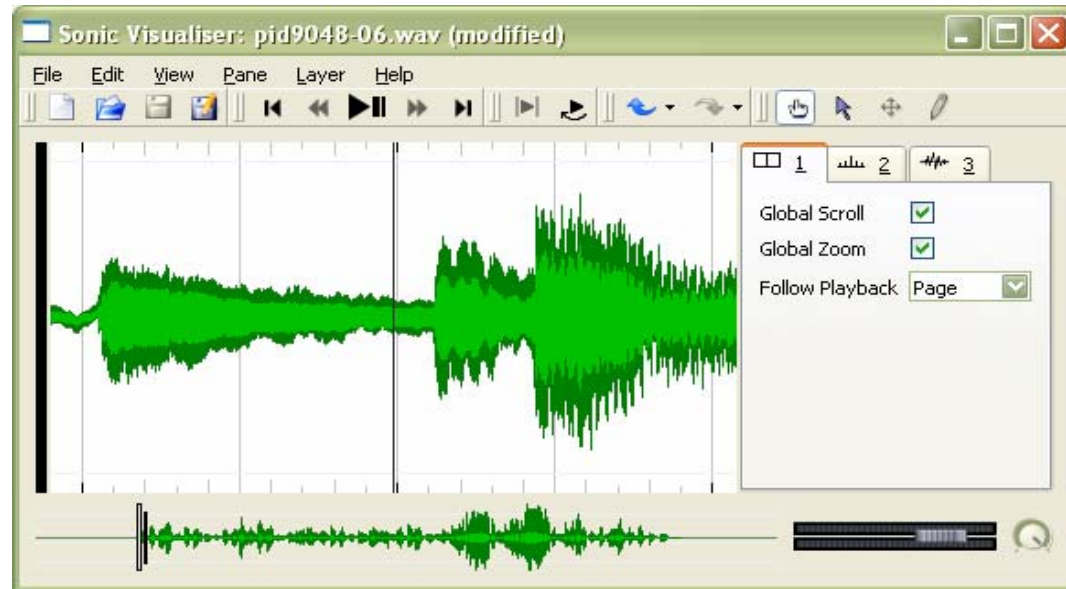 Sonic Visualiser: pid9048-06.wav (modified)
File Edit View Pane Layer Help
1 2 3
Global Scroll
Global Zoom
Follow Playback Page